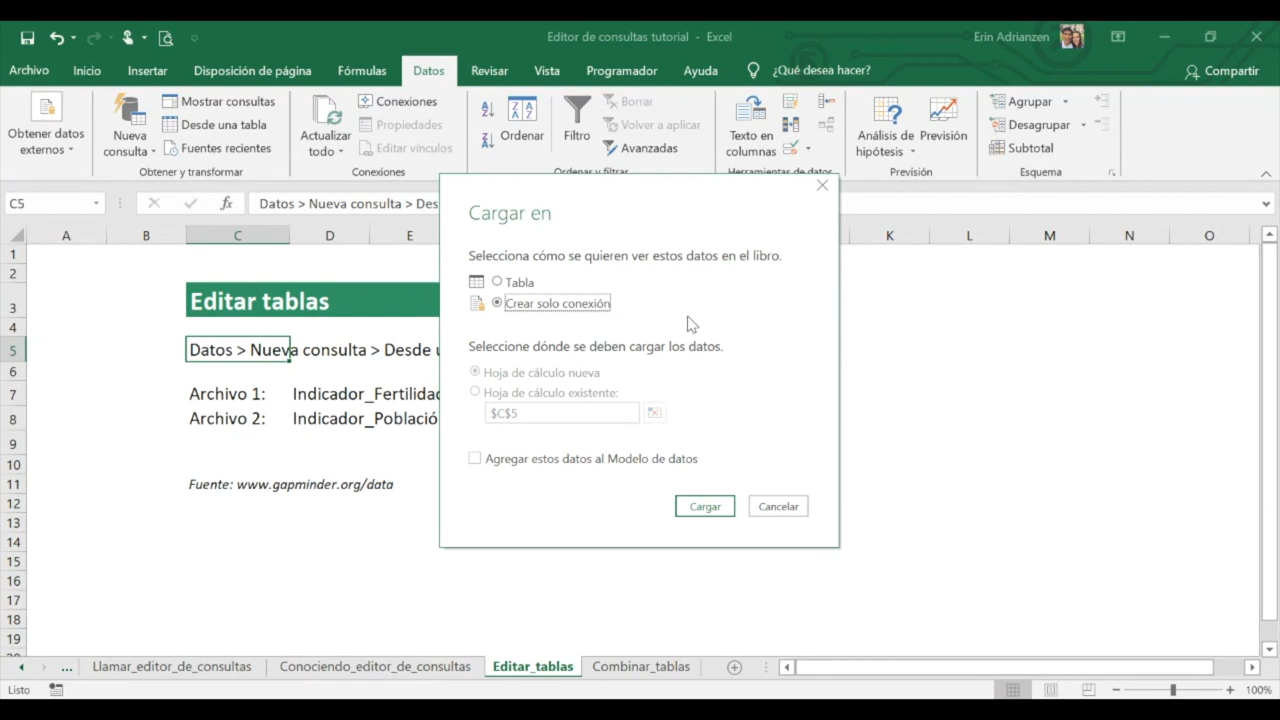 Editor de consultas tutorial - Excel
Erin Adrianzen
Archivo Inicio Insertar Disposición de página Fórmulas Datos Revisar Vista Programador Ayuda ¿Qué desea hacer? Compartir
Obtener datos externos
Nueva consulta
Mostrar consultas
Desde una tabla
Fuentes recientes
Obtener y transformar
Actualizar todo
Conexiones
Propiedades
Editar vínculos
Conexiones
Ordenar
Filtro
Borrar
Volver a aplicar
Avanzadas
Ordenar y filtrar
Texto en columnas
Herramientas de datos
Análisis de hipótesis
Previsión
Previsión
Agrupar
Desagrupar
Subtotal
Esquema
C5
fx
Datos > Nueva consulta > Des
A B C D E K L M N O
1
2
3 Editar tablas
4
5 Datos > Nueva consulta > Desde u
6
7 Archivo 1: Indicador_Fertilidad
8 Archivo 2: Indicador_Població
9
10
11 Fuente: www.gapminder.org/data
12
13
14
15
16
17
18
19
Cargar en
Selecciona cómo se quieren ver estos datos en el libro.
Tabla
Crear solo conexión
Seleccione dónde se deben cargar los datos.
Hoja de cálculo nueva
Hoja de cálculo existente:
$C$5
Agregar estos datos al Modelo de datos
Cargar Cancelar
... Llamar_editor_de_consultas Conociendo_editor_de_consultas Editar_tablas Combinar_tablas
Listo
100%